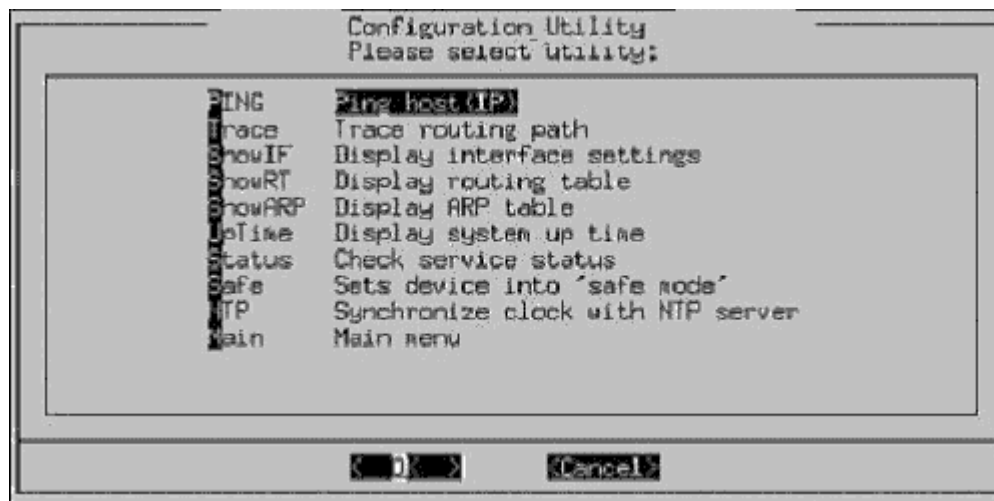 Configuration Utility
Please select utility:
PING Ping host(IP)
Trace Trace routing path
ShowIF Display interface settings
ShowRT Display routing table
ShowARP Display ARP table
UpTime Display system up time
Status Check service status
Safe Sets device into 'safe mode'
NTP Synchronize clock with NTP server
Main Main menu
< OK > <Cancel>